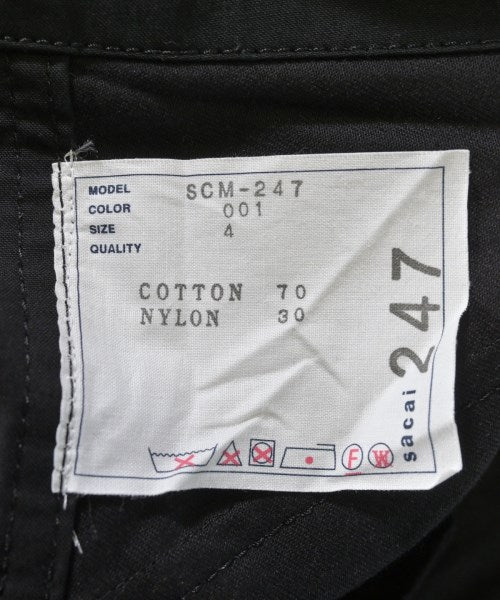 MODEL SCM-247
COLOR 001
SIZE 4
QUALITY
COTTON 70
NYLON 30
sacai 247
F W